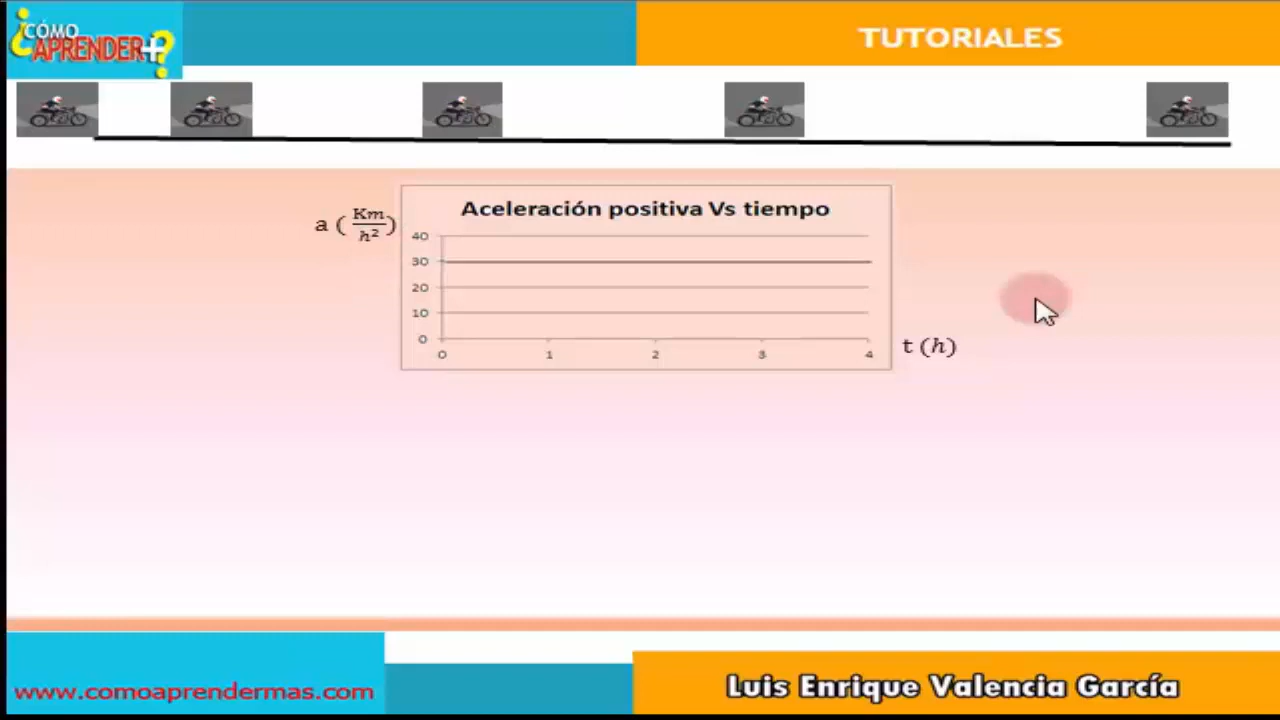 ¿CÓMO
APRENDER+?
TUTORIALES
Aceleración positiva Vs tiempo
a (Km/h²)
40
30
20
10
0
0 1 2 3 4
t (h)
www.comoaprendermas.com
Luis Enrique Valencia García